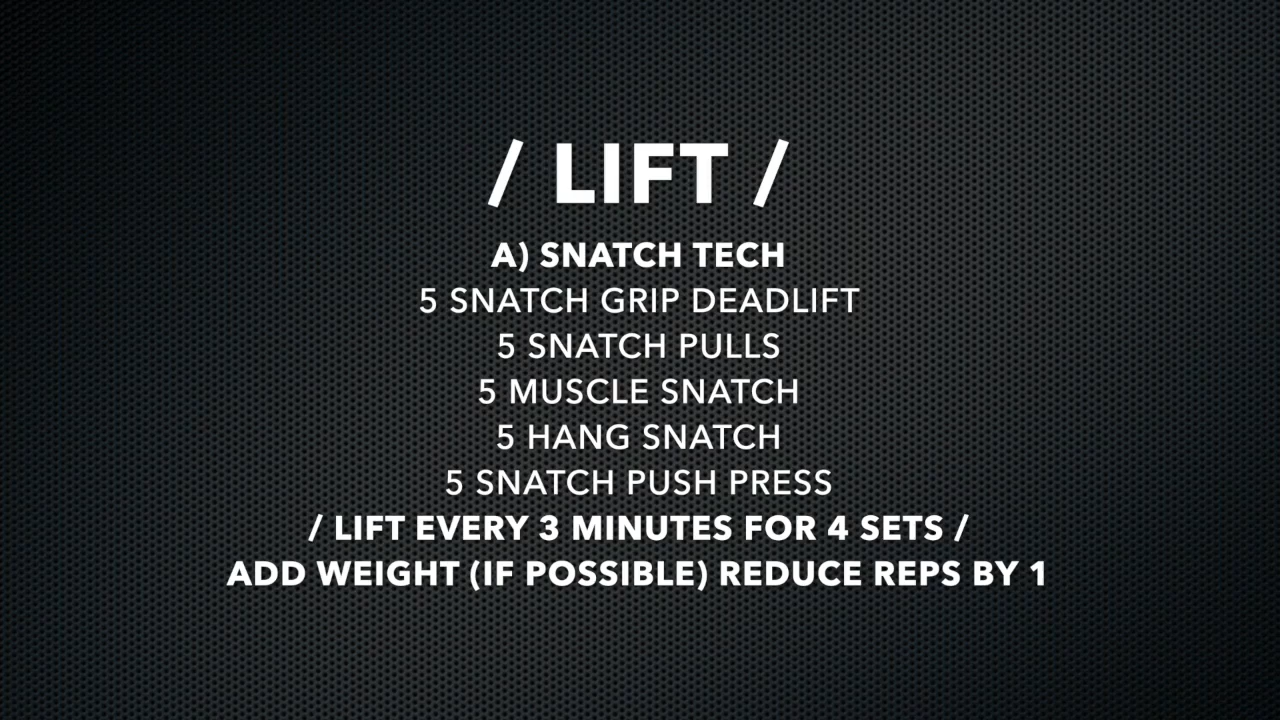 / LIFT /
A) SNATCH TECH
5 SNATCH GRIP DEADLIFT
5 SNATCH PULLS
5 MUSCLE SNATCH
5 HANG SNATCH
5 SNATCH PUSH PRESS
/ LIFT EVERY 3 MINUTES FOR 4 SETS /
ADD WEIGHT (IF POSSIBLE) REDUCE REPS BY 1